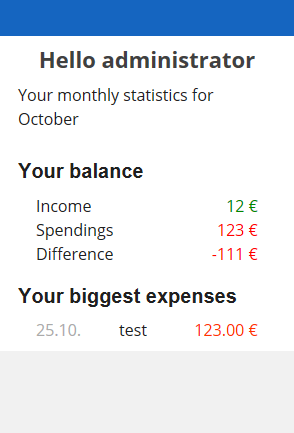 Hello administrator
Your monthly statistics for
October
Your balance
Income 12 €
Spendings 123 €
Difference -111 €
Your biggest expenses
25.10. test 123.00 €